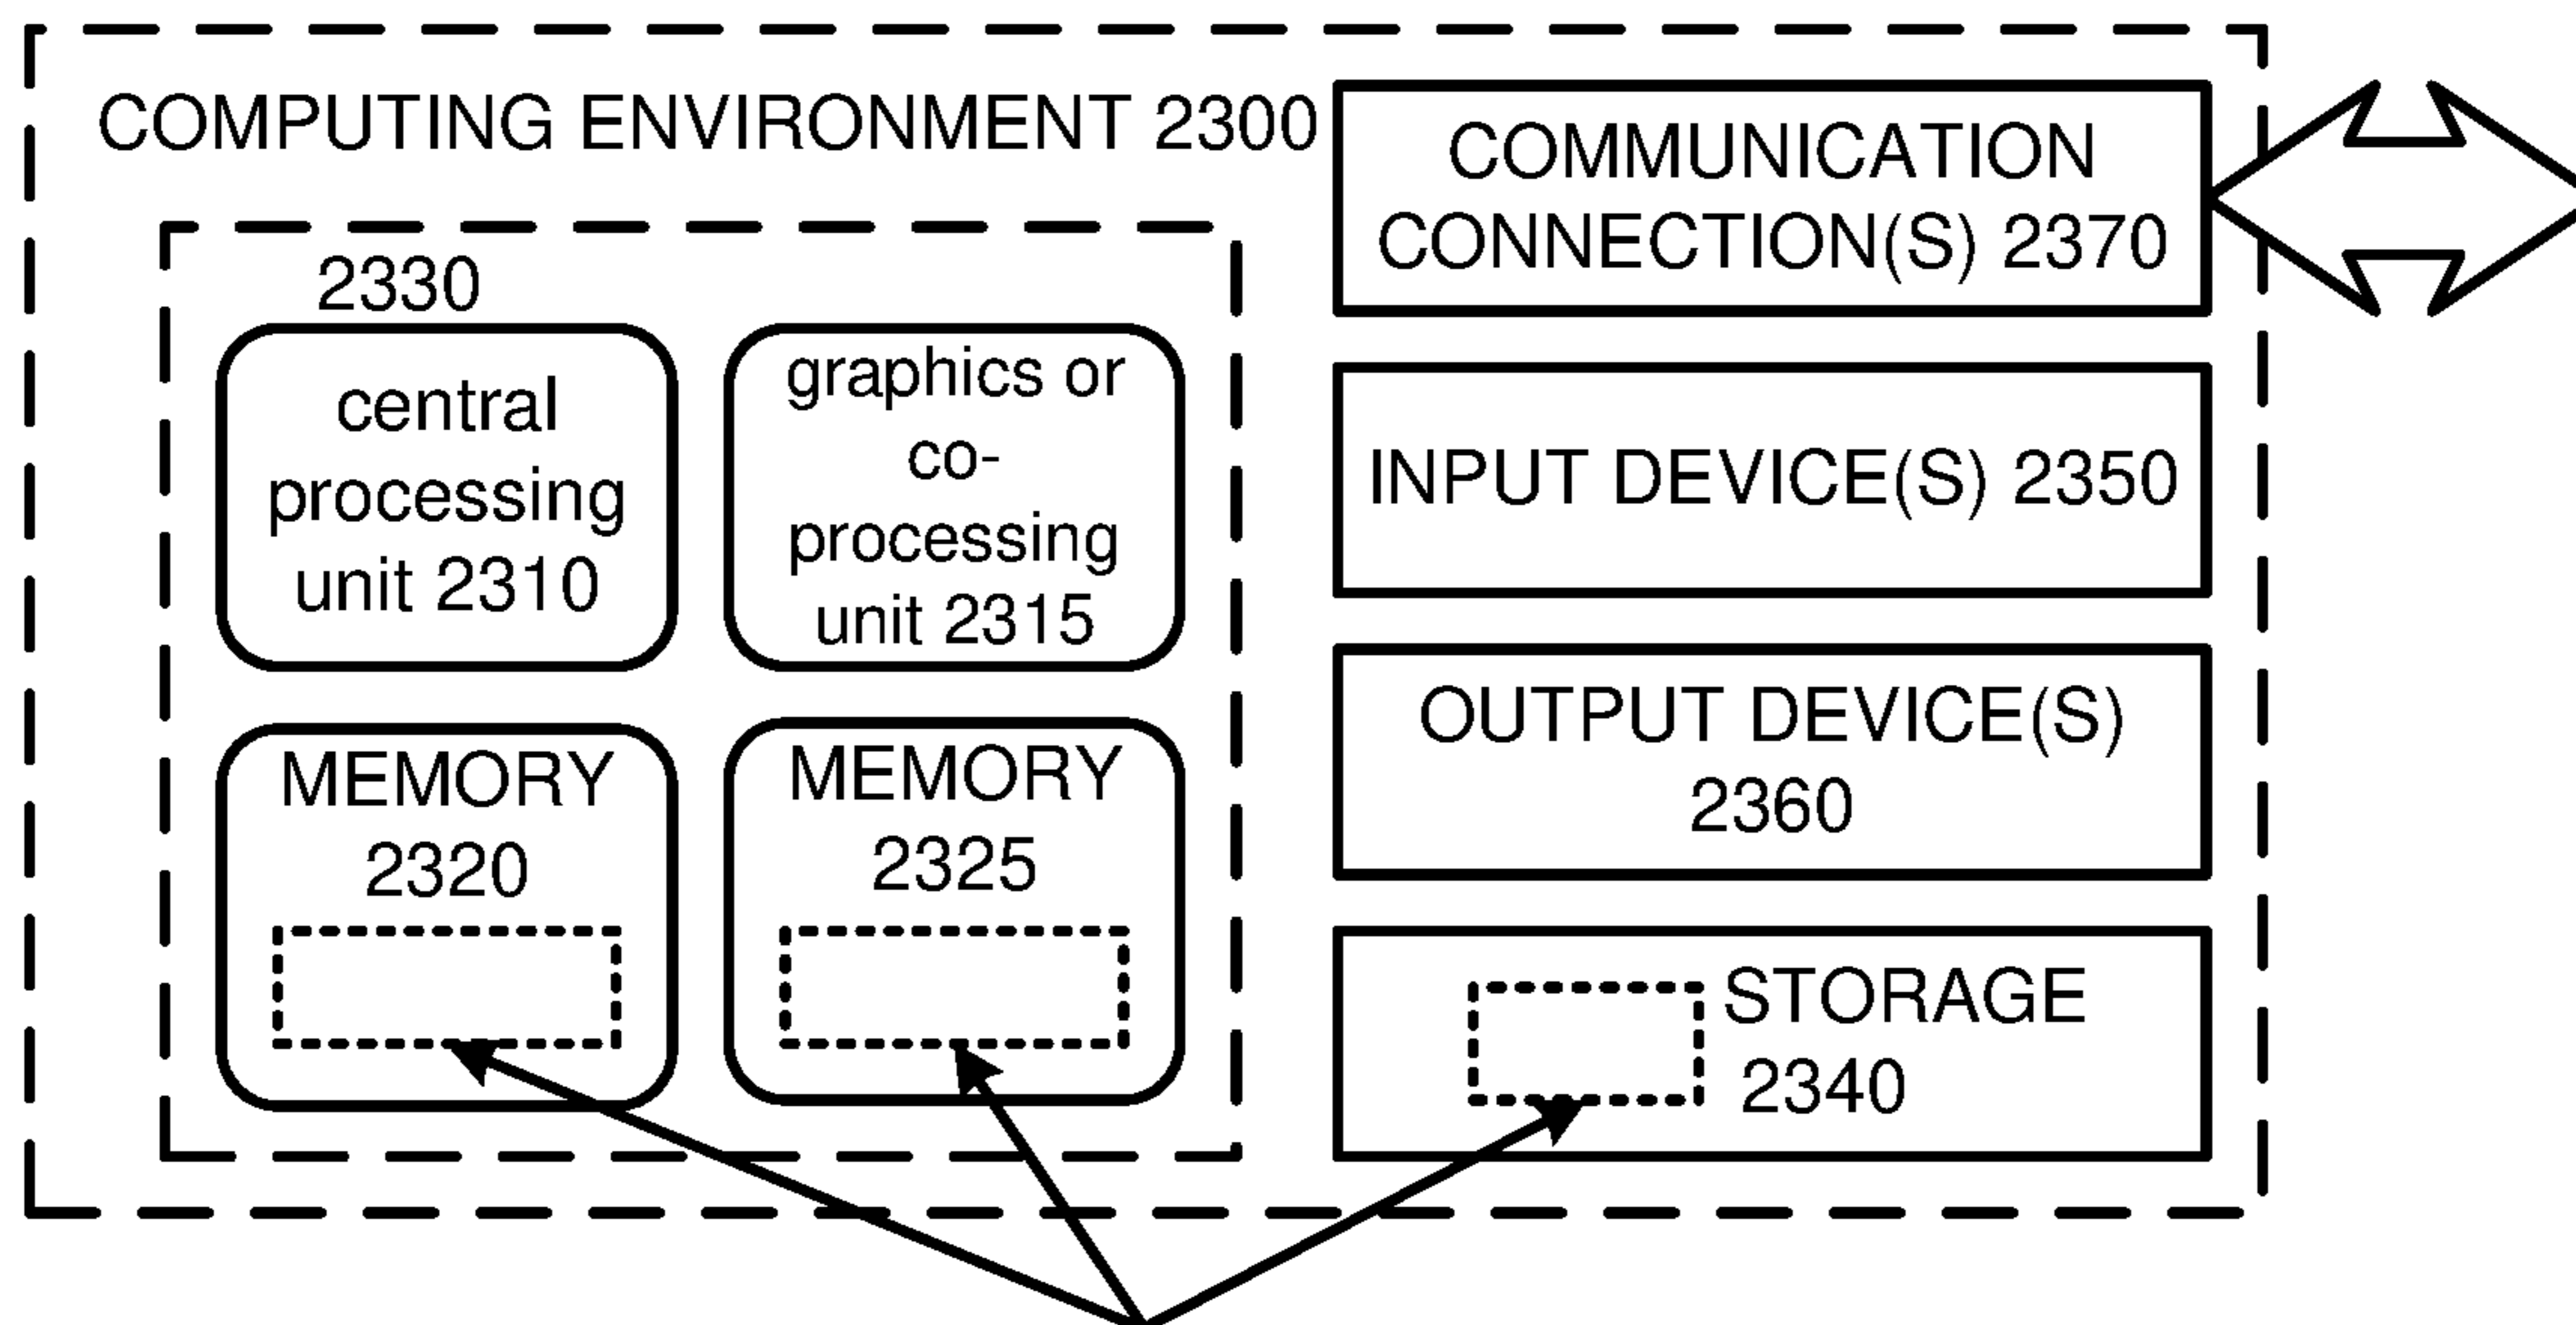 COMPUTING ENVIRONMENT 2300
2330
central
processing
unit 2310
graphics or
co-
processing
unit 2315
MEMORY
2320
MEMORY
2325
COMMUNICATION
CONNECTION(S) 2370
INPUT DEVICE(S) 2350
OUTPUT DEVICE(S)
2360
STORAGE
2340